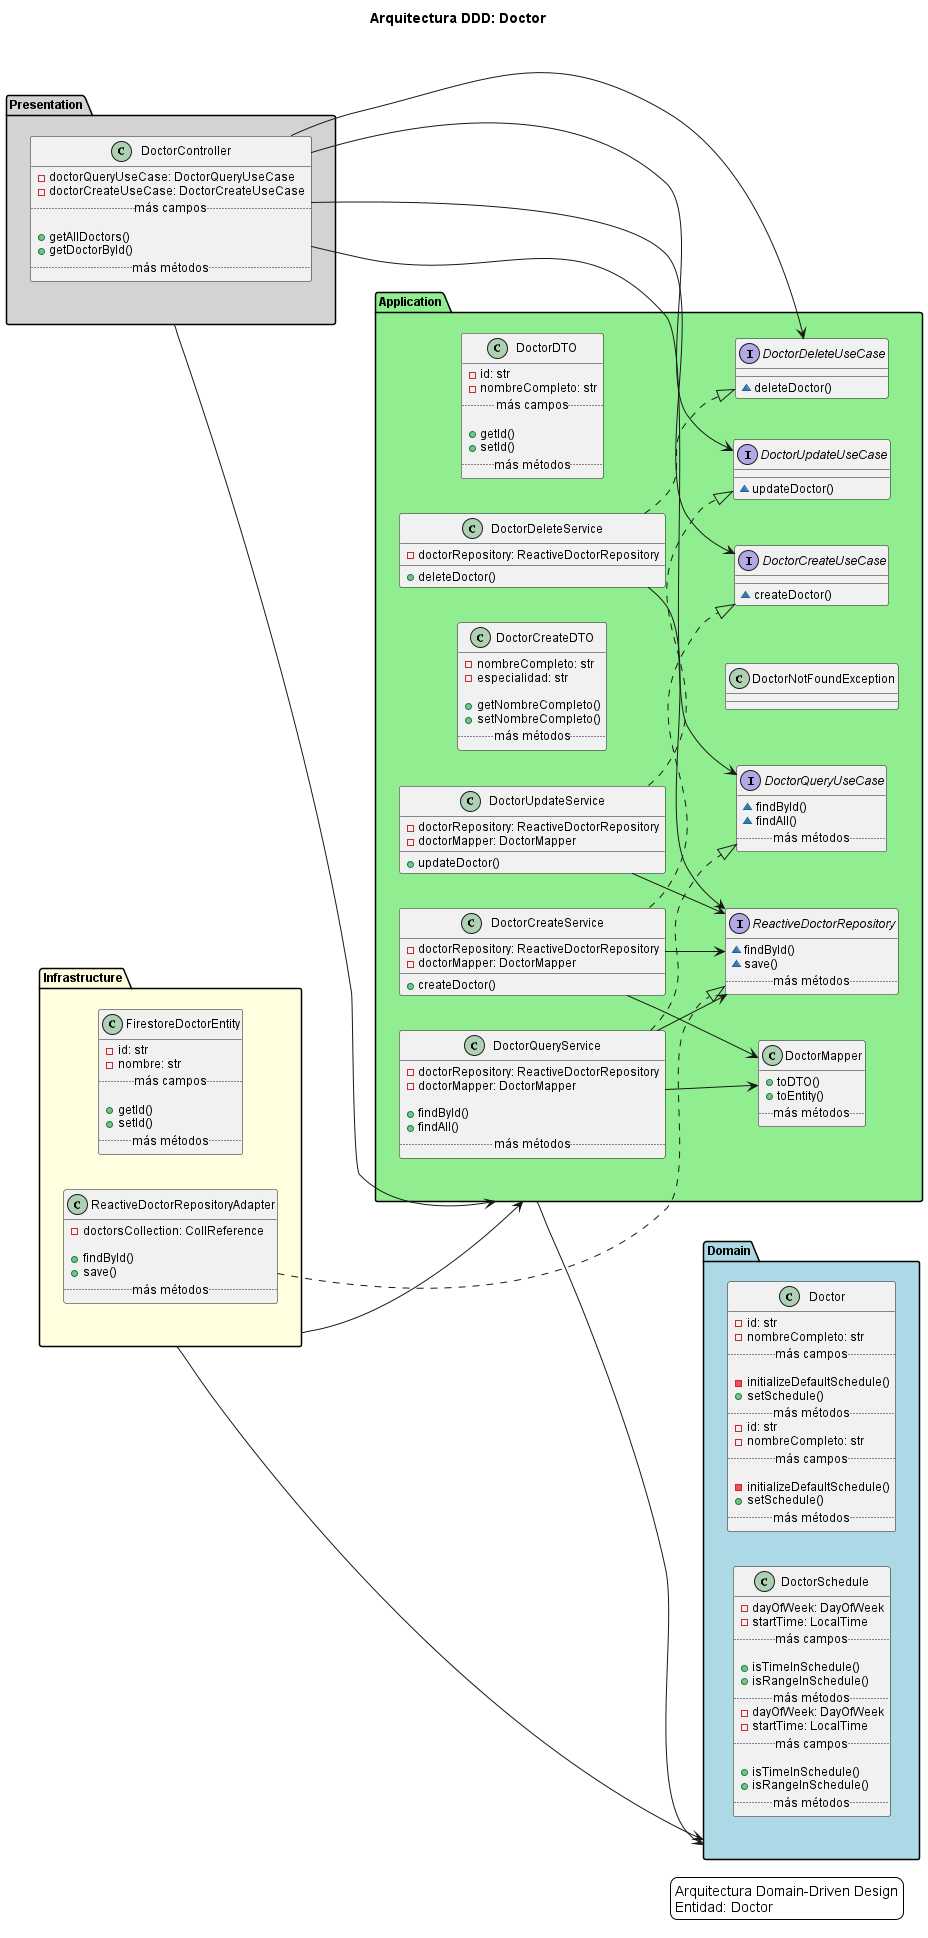 Arquitectura DDD: Doctor
Presentation
DoctorController
doctorQueryUseCase: DoctorQueryUseCase
doctorCreateUseCase: DoctorCreateUseCase
más campos
getAllDoctors()
getDoctorById()
más métodos
Application
DoctorDTO
id: str
nombreCompleto: str
más campos
getId()
setId()
más métodos
DoctorDeleteUseCase
deleteDoctor()
DoctorUpdateUseCase
updateDoctor()
DoctorDeleteService
doctorRepository: ReactiveDoctorRepository
deleteDoctor()
DoctorCreateUseCase
createDoctor()
DoctorCreateDTO
nombreCompleto: str
especialidad: str
getNombreCompleto()
setNombreCompleto()
más métodos
DoctorNotFoundException
DoctorUpdateService
doctorRepository: ReactiveDoctorRepository
doctorMapper: DoctorMapper
updateDoctor()
DoctorQueryUseCase
findById()
findAll()
más métodos
DoctorCreateService
doctorRepository: ReactiveDoctorRepository
doctorMapper: DoctorMapper
createDoctor()
ReactiveDoctorRepository
findById()
save()
más métodos
DoctorQueryService
doctorRepository: ReactiveDoctorRepository
doctorMapper: DoctorMapper
findById()
findAll()
más métodos
DoctorMapper
toDTO()
toEntity()
más métodos
Infrastructure
FirestoreDoctorEntity
id: str
nombre: str
más campos
getId()
setId()
más métodos
ReactiveDoctorRepositoryAdapter
doctorsCollection: CollReference
findById()
save()
más métodos
Domain
Doctor
id: str
nombreCompleto: str
más campos
initializeDefaultSchedule()
setSchedule()
más métodos
id: str
nombreCompleto: str
más campos
initializeDefaultSchedule()
setSchedule()
más métodos
DoctorSchedule
dayOfWeek: DayOfWeek
startTime: LocalTime
más campos
isTimeInSchedule()
isRangeInSchedule()
más métodos
dayOfWeek: DayOfWeek
startTime: LocalTime
más campos
isTimeInSchedule()
isRangeInSchedule()
más métodos
Arquitectura Domain-Driven Design
Entidad: Doctor